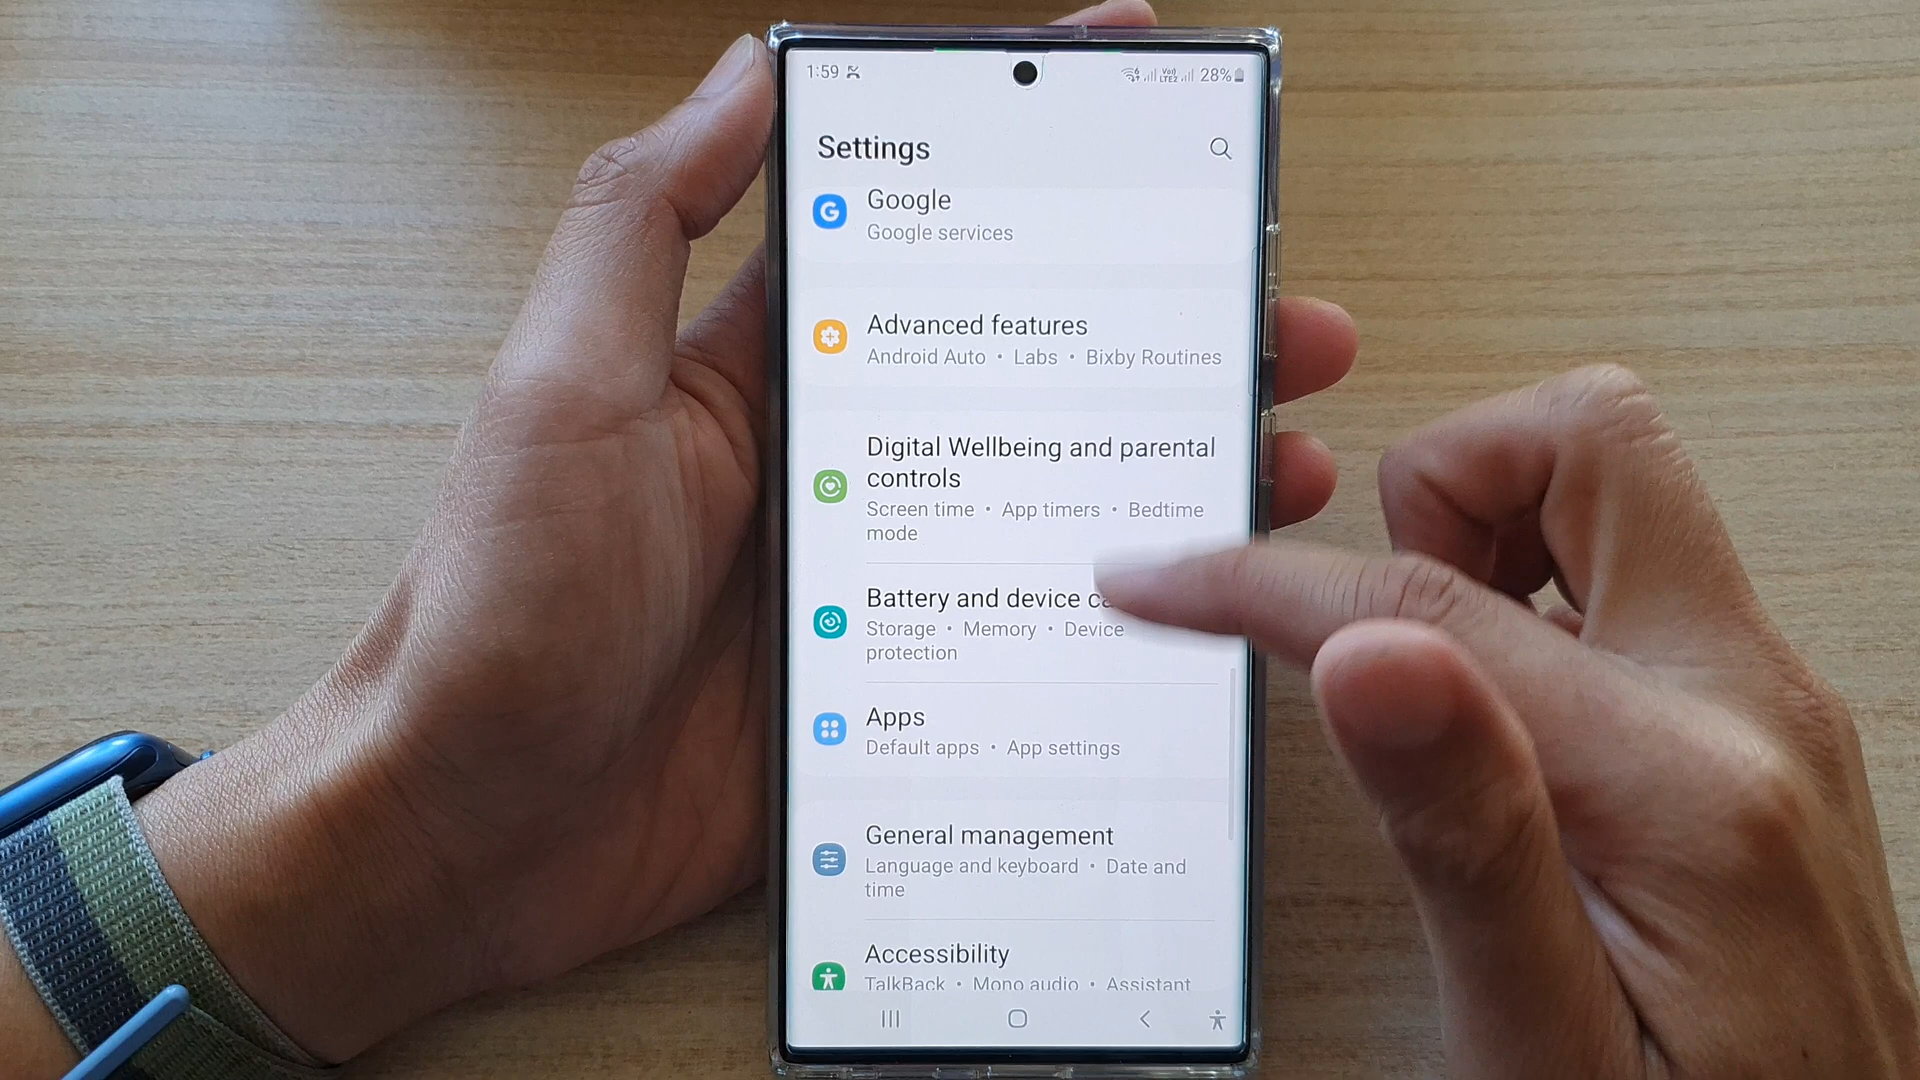 1:59
28%
Settings
Google
Google services
Advanced features
Android Auto • Labs • Bixby Routines
Digital Wellbeing and parental
controls
Screen time • App timers • Bedtime
mode
Battery and device
Storage • Memory • Device
protection
Apps
Default apps • App settings
General management
Language and keyboard • Date and
time
Accessibility
TalkBack • Mono audio • Assistant